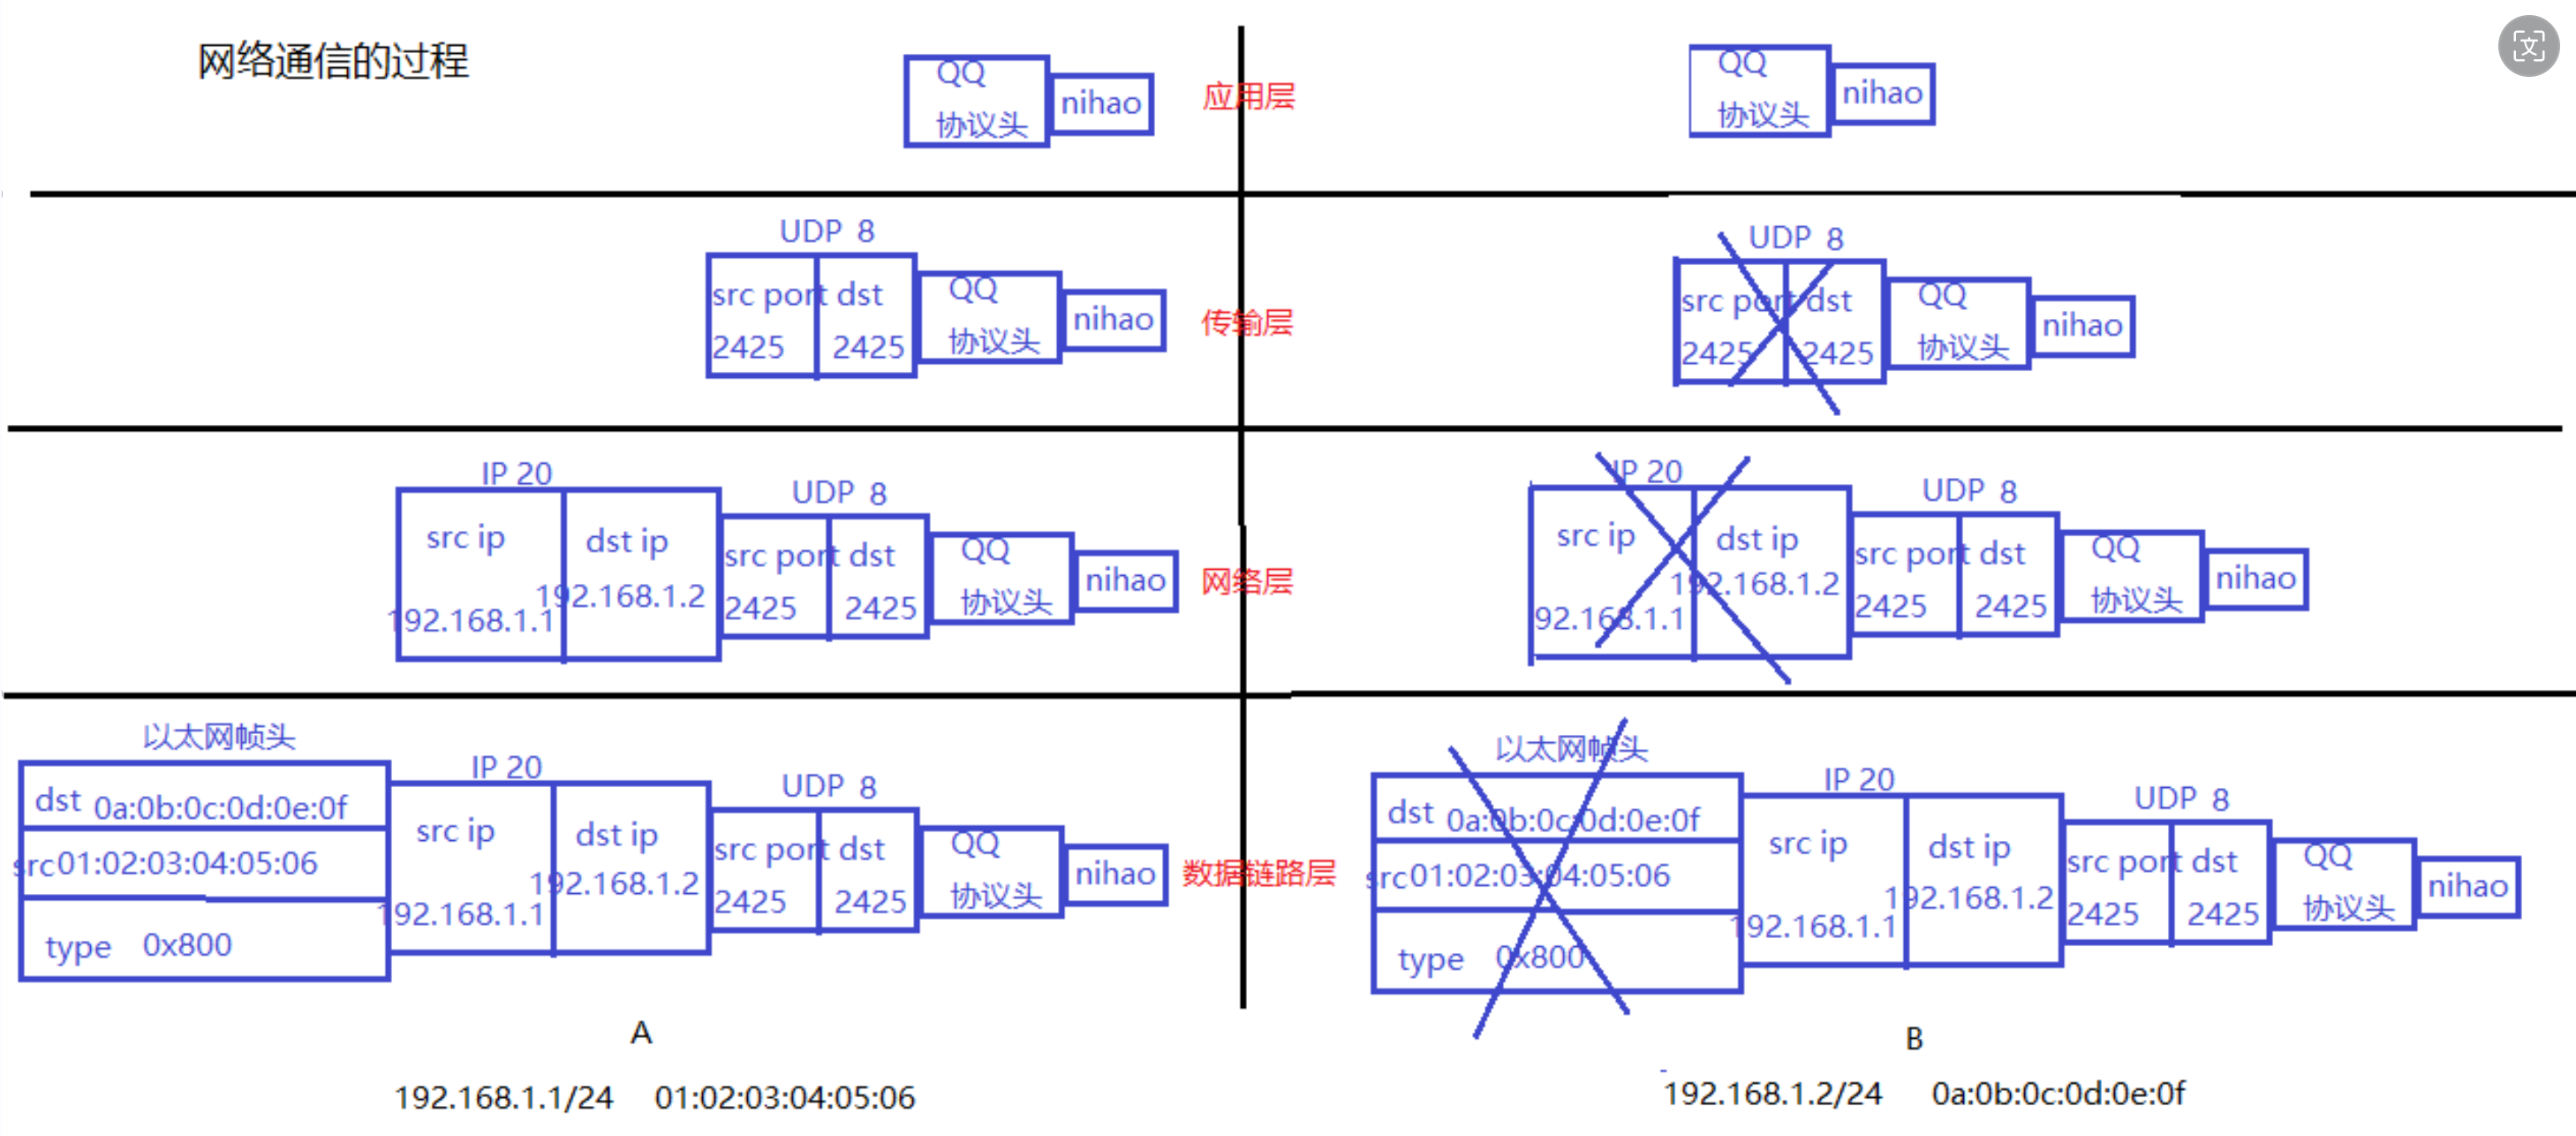 网络通信的过程
QQ
协议头
nihao
应用层
QQ
协议头
nihao
UDP 8
src port dst
2425 2425
QQ
协议头
nihao
传输层
UDP 8
src port dst
2425 2425
QQ
协议头
nihao
IP 20
src ip
192.168.1.1
dst ip
192.168.1.2
UDP 8
src port dst
2425 2425
QQ
协议头
nihao
网络层
IP 20
src ip
92.168.1.1
dst ip
192.168.1.2
UDP 8
src port dst
2425 2425
QQ
协议头
nihao
以太网帧头
dst 0a:0b:0c:0d:0e:0f
src 01:02:03:04:05:06
type 0x800
IP 20
src ip
192.168.1.1
dst ip
192.168.1.2
UDP 8
src port dst
2425 2425
QQ
协议头
nihao
数据链路层
以太网帧头
dst 0a:0b:0c:0d:0e:0f
src 01:02:03:04:05:06
type 0x800
IP 20
src ip
192.168.1.1
dst ip
192.168.1.2
UDP 8
src port dst
2425 2425
QQ
协议头
nihao
A
192.168.1.1/24 01:02:03:04:05:06
B
192.168.1.2/24 0a:0b:0c:0d:0e:0f
文